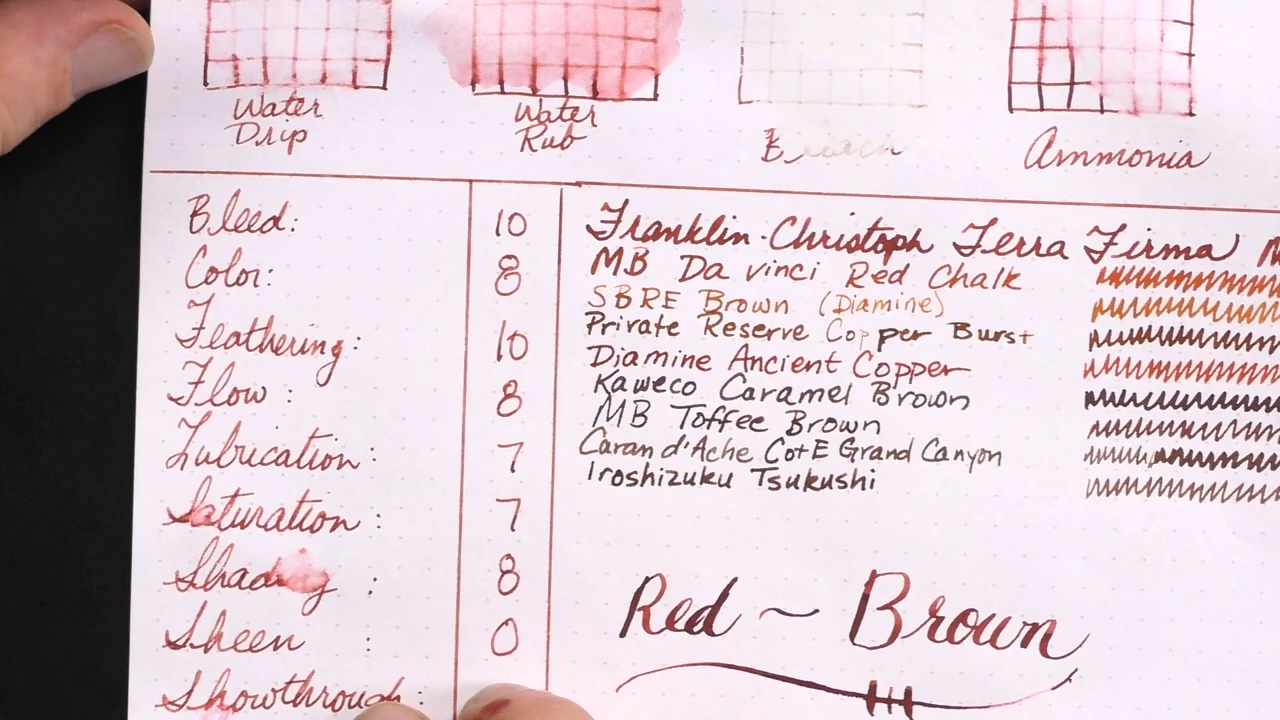 Water
Drip
Water
Rub
Bleach
Ammonia
Bleed: 10
Color: 8
Feathering: 10
Flow: 8
Lubrication: 7
Saturation: 7
Shading: 8
Sheen: 0
Showthrough:
Franklin-Christoph Terra Firma
MB Da vinci Red Chalk
SBRE Brown (Diamine)
Private Reserve Copper Burst
Diamine Ancient Copper
Kaweco Caramel Brown
MB Toffee Brown
Caran d'Ache CotE Grand Canyon
Iroshizuku Tsukushi
Red ~ Brown